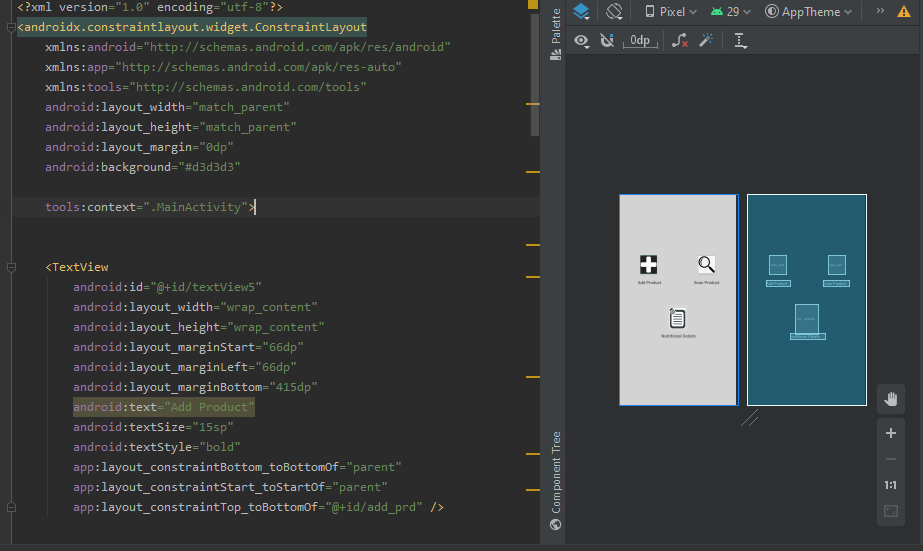 <?xml version="1.0" encoding="utf-8"?>
<androidx.constraintlayout.widget.ConstraintLayout
xmlns:android="http://schemas.android.com/apk/res/android"
xmlns:app="http://schemas.android.com/apk/res-auto"
xmlns:tools="http://schemas.android.com/tools"
android:layout_width="match_parent"
android:layout_height="match_parent"
android:layout_margin="0dp"
android:background="#d3d3d3"
tools:context=".MainActivity">
<TextView
android:id="@+id/textView5"
android:layout_width="wrap_content"
android:layout_height="wrap_content"
android:layout_marginStart="66dp"
android:layout_marginLeft="66dp"
android:layout_marginBottom="415dp"
android:text="Add Product"
android:textSize="15sp"
android:textStyle="bold"
app:layout_constraintBottom_toBottomOf="parent"
app:layout_constraintStart_toStartOf="parent"
app:layout_constraintTop_toBottomOf="@+id/add_prd" />
Palette
Component Tree
Pixel 29 AppTheme
0dp
Add Product Scan Product
Nutritional Details
1:1